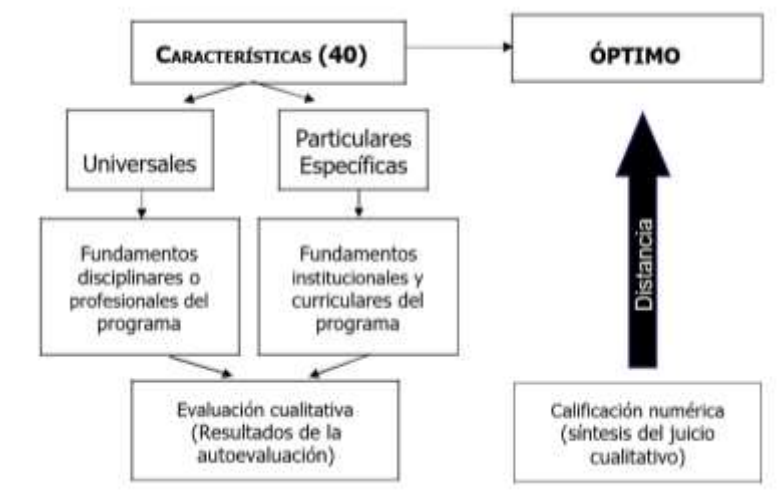 CARACTERÍSTICAS (40)
ÓPTIMO
Universales
Particulares
Específicas
Fundamentos
disciplinares o
profesionales del
programa
Fundamentos
institucionales y
curriculares del
programa
Distancia
Evaluación cualitativa
(Resultados de la
autoevaluación)
Calificación numérica
(síntesis del juicio
cualitativo)